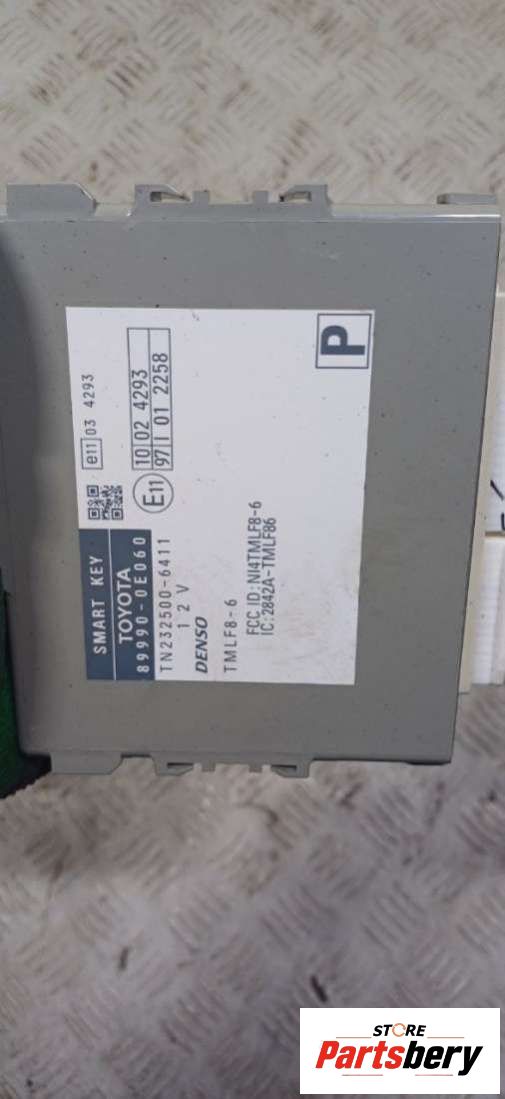 SMART KEY
TOYOTA
89990-0E060
TN232500-6411
12V
DENSO
TMLF8-6
FCC ID:NI4TMLF8-6
IC:2842A-TMLF86
e11 03 4293
E11
10 02 4293
97 I 01 2258
P
STORE
Partsbery